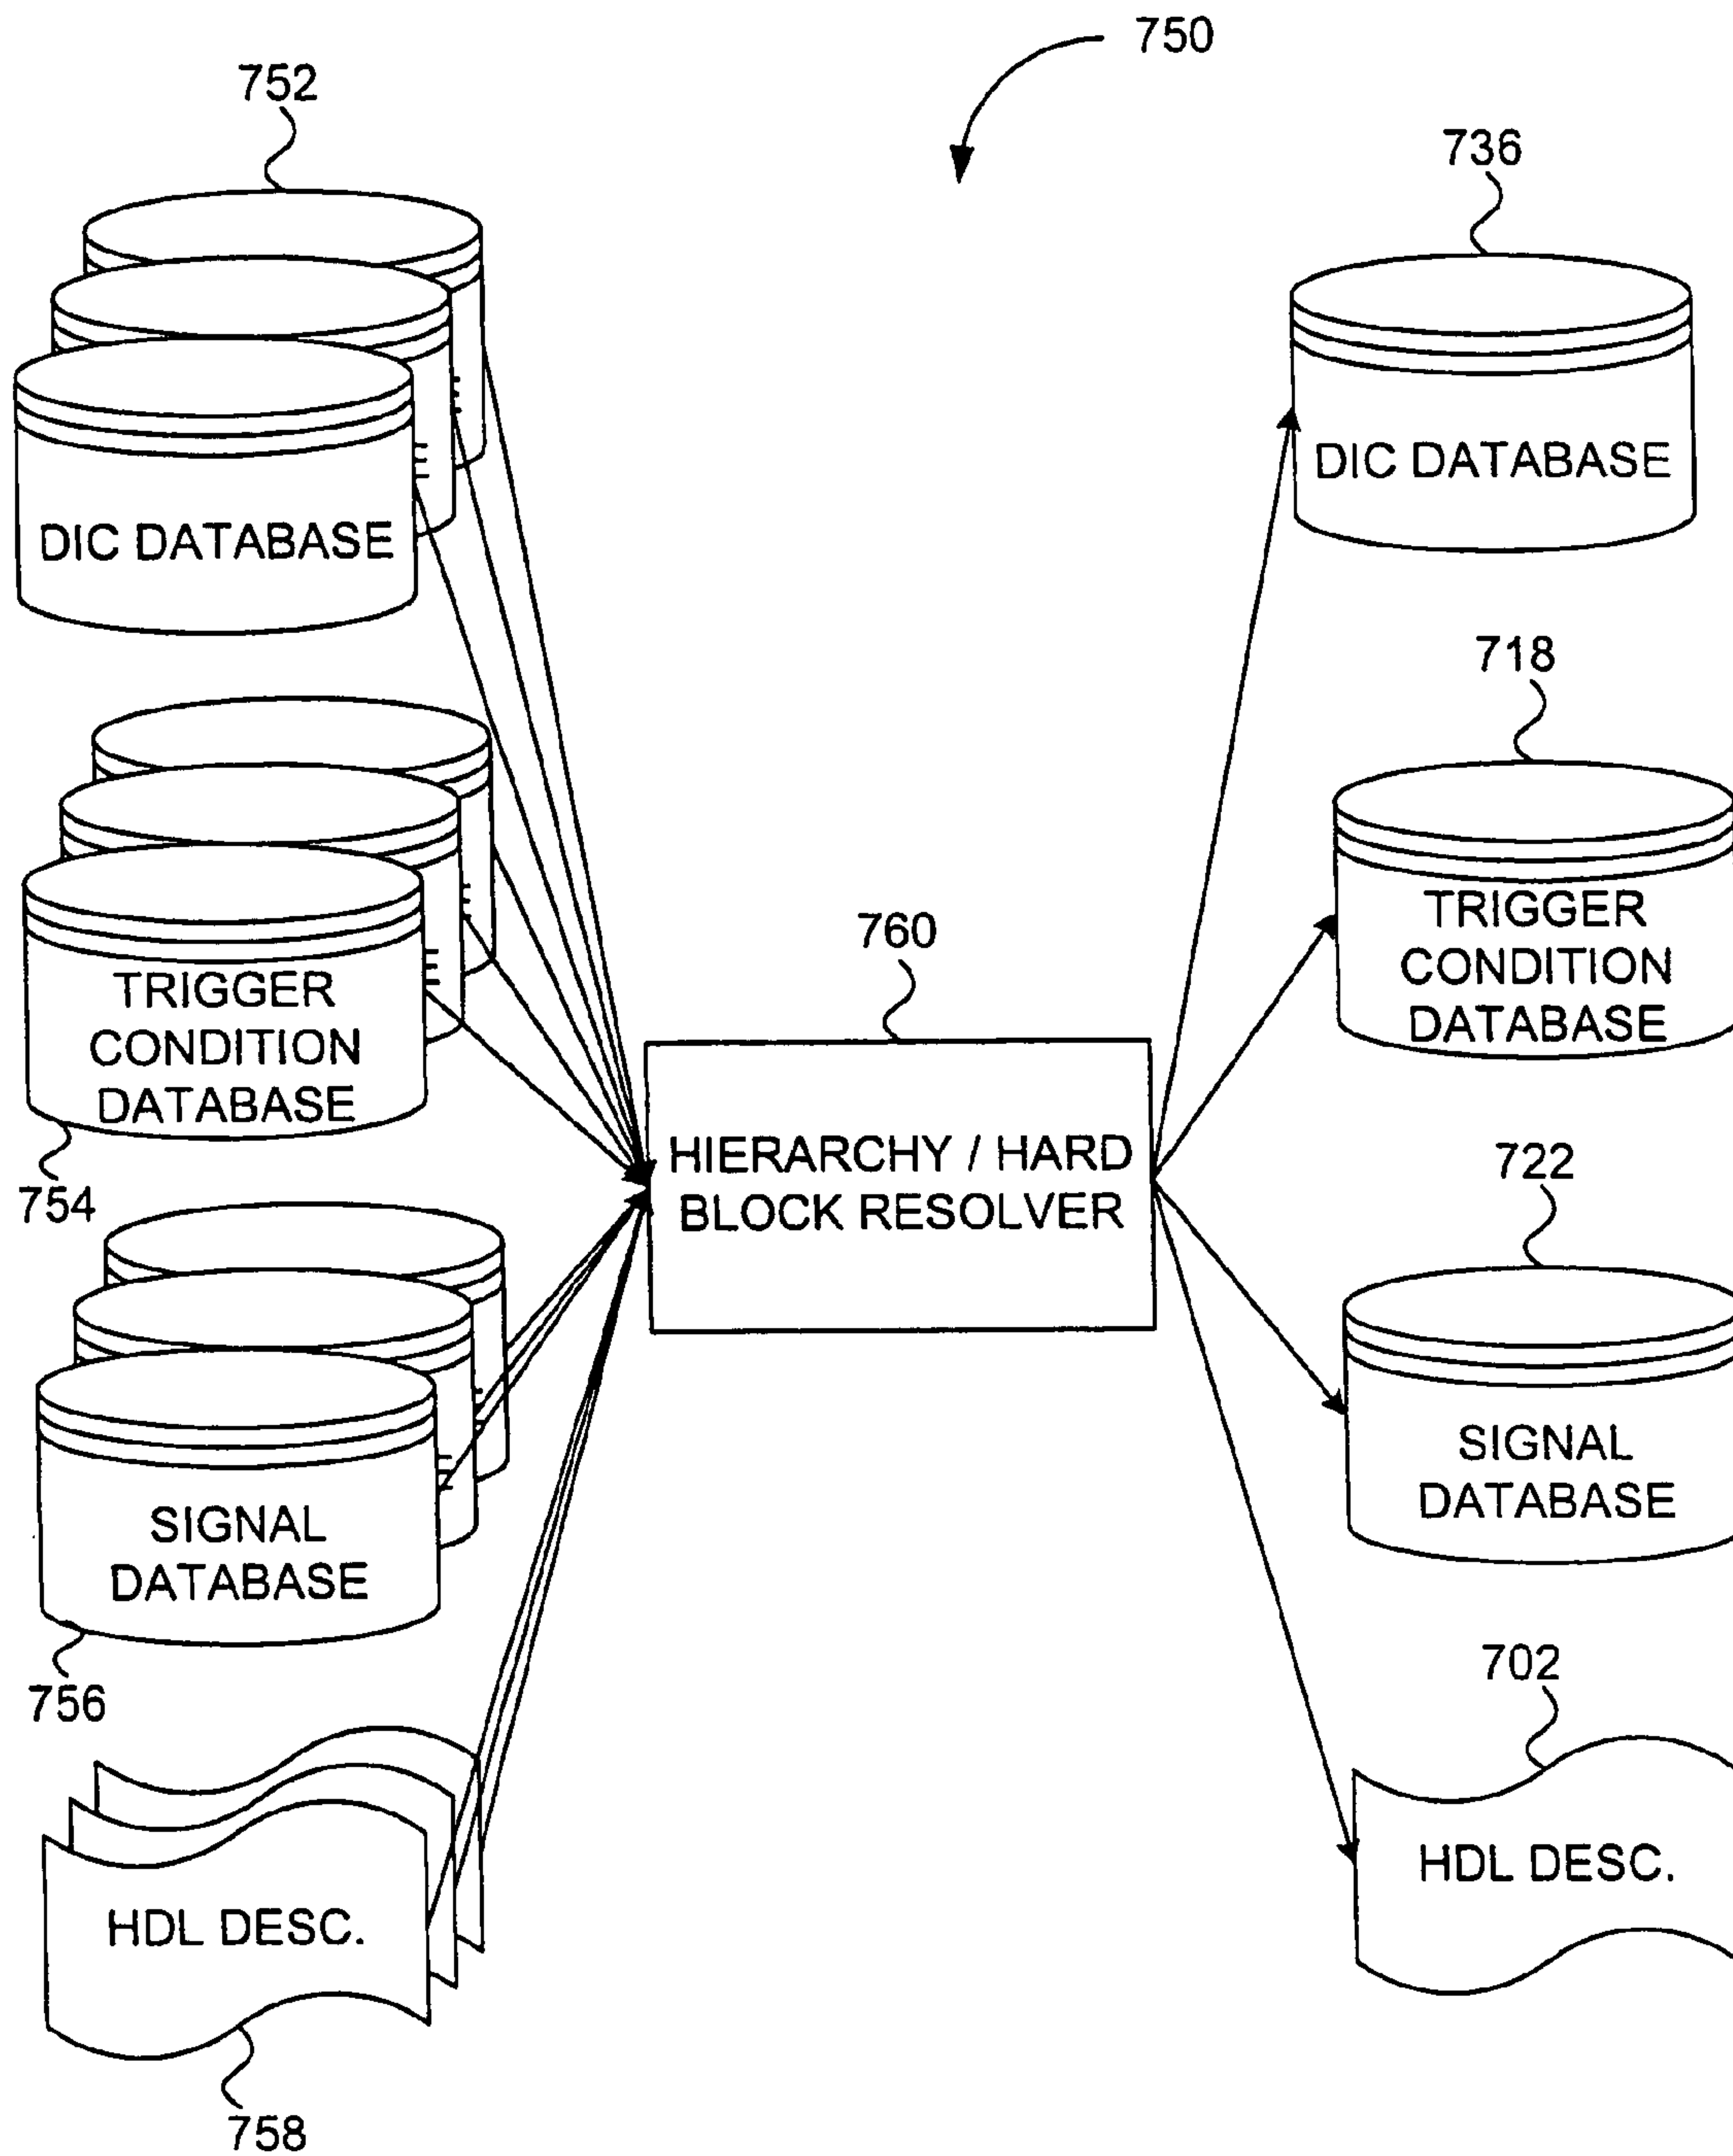 750
752
736
DIC DATABASE
DIC DATABASE
718
TRIGGER
CONDITION
DATABASE
760
TRIGGER
CONDITION
DATABASE
754
HIERARCHY / HARD
BLOCK RESOLVER
722
SIGNAL
DATABASE
SIGNAL
DATABASE
756
702
HDL DESC.
HDL DESC.
758